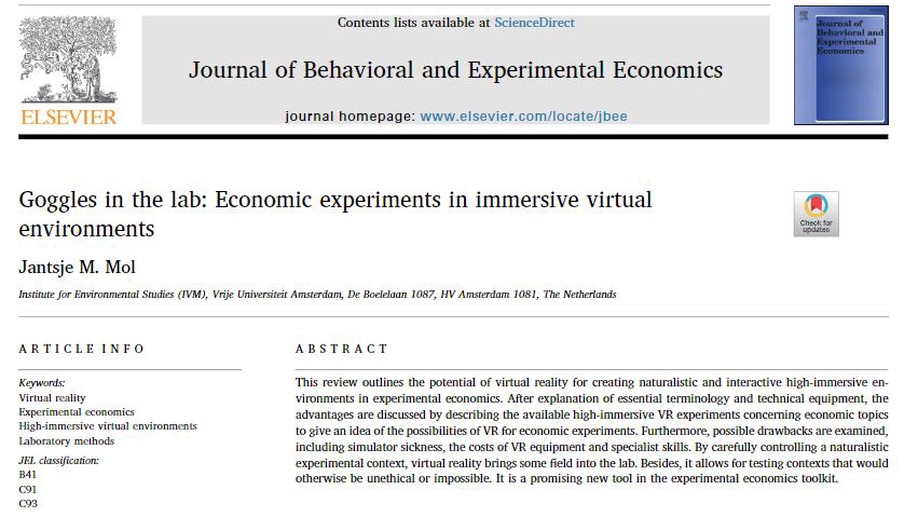 Contents lists available at ScienceDirect
Journal of Behavioral and Experimental Economics
journal homepage: www.elsevier.com/locate/jbee
ELSEVIER
Journal of
Behavioral and
Experimental
Economics
Goggles in the lab: Economic experiments in immersive virtual
environments
Check for
updates
Jantsje M. Mol
Institute for Environmental Studies (IVM), Vrije Universiteit Amsterdam, De Boelelaan 1087, HV Amsterdam 1081, The Netherlands
ARTICLE INFO
Keywords:
Virtual reality
Experimental economics
High-immersive virtual environments
Laboratory methods
JEL classification:
B41
C91
C93
ABSTRACT
This review outlines the potential of virtual reality for creating naturalistic and interactive high-immersive en-
vironments in experimental economics. After explanation of essential terminology and technical equipment, the
advantages are discussed by describing the available high-immersive VR experiments concerning economic topics
to give an idea of the possibilities of VR for economic experiments. Furthermore, possible drawbacks are examined,
including simulator sickness, the costs of VR equipment and specialist skills. By carefully controlling a naturalistic
experimental context, virtual reality brings some field into the lab. Besides, it allows for testing contexts that would
otherwise be unethical or impossible. It is a promising new tool in the experimental economics toolkit.